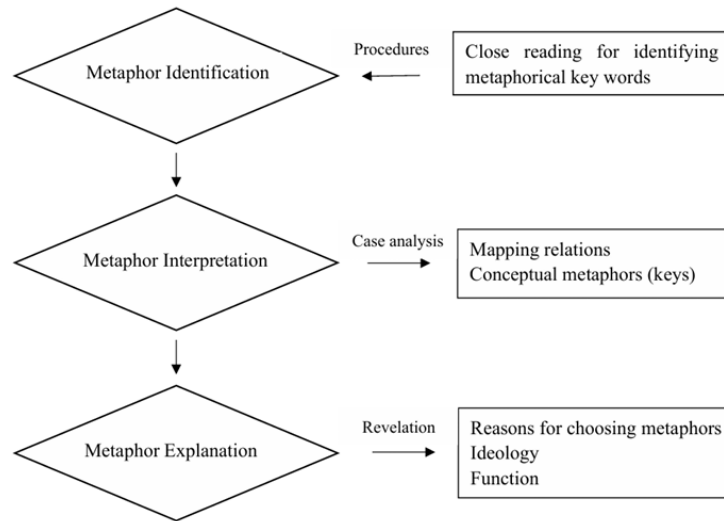 Metaphor Identification
Procedures
Close reading for identifying
metaphorical key words
Metaphor Interpretation
Case analysis
Mapping relations
Conceptual metaphors (keys)
Metaphor Explanation
Revelation
Reasons for choosing metaphors
Ideology
Function